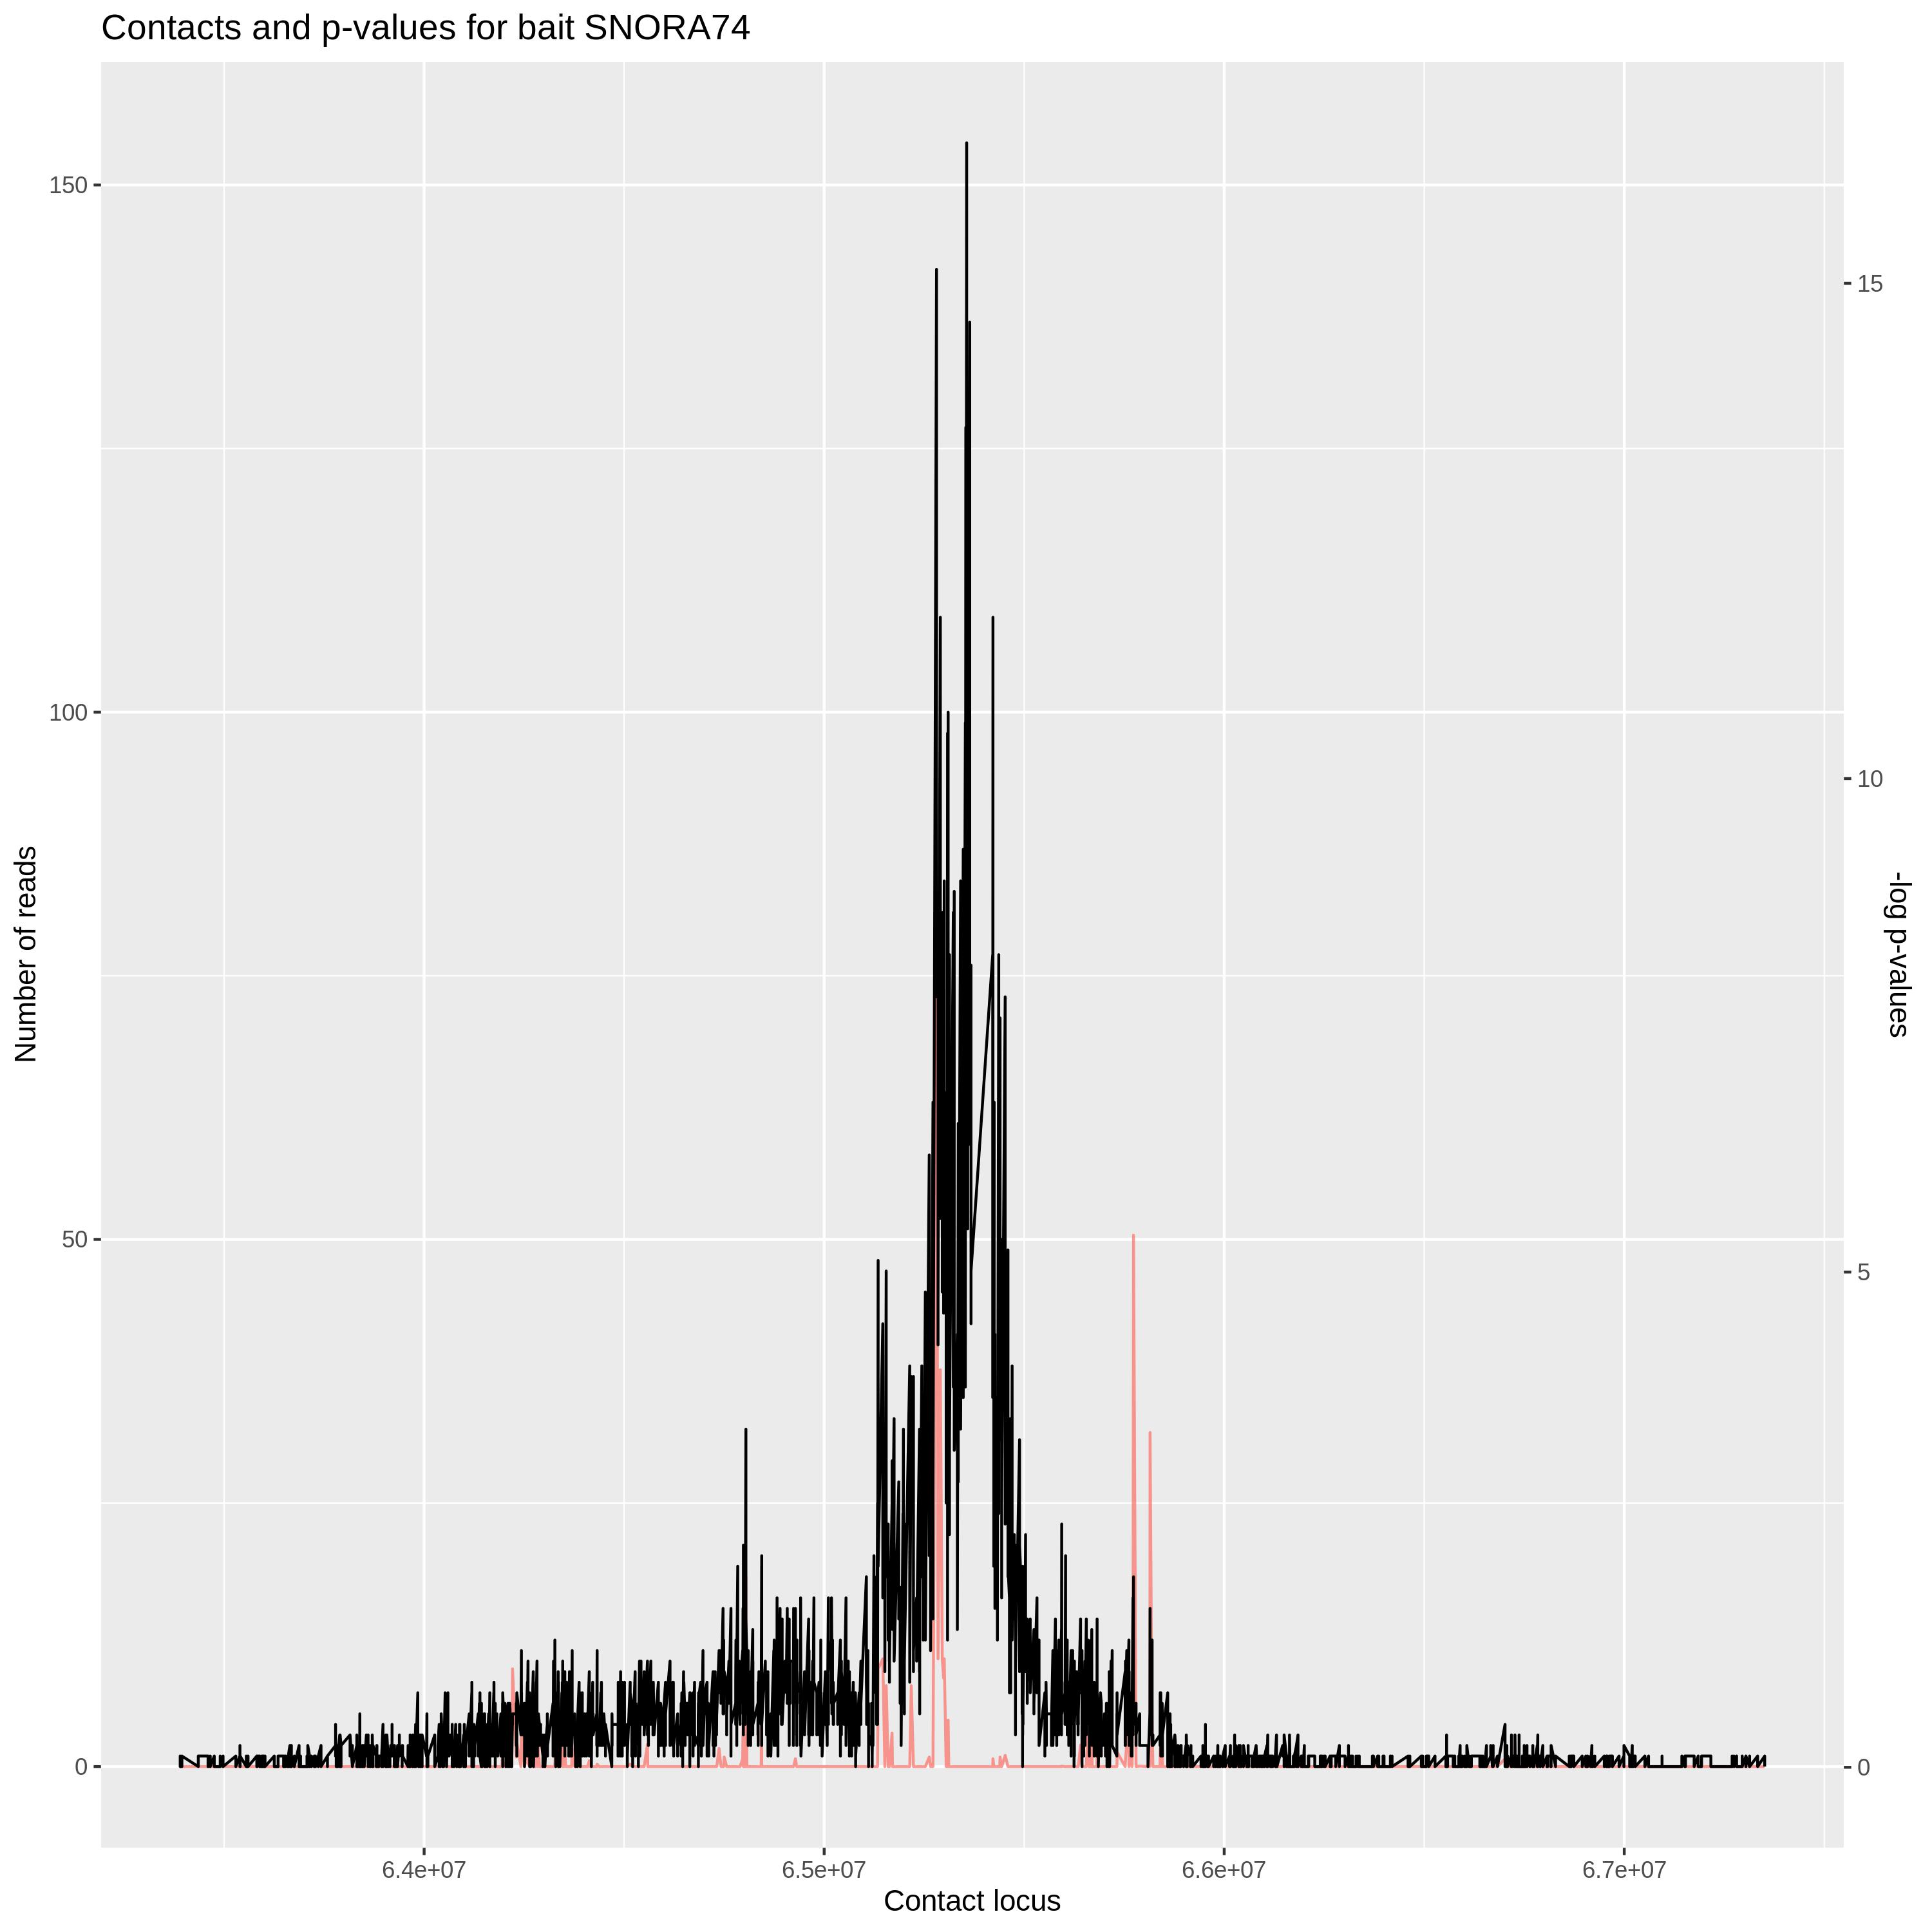 Contacts and p-values for bait SNORA74
150
100
50
0
15
10
5
0
Number of reads
-log p-values
6.4e+07
6.5e+07
6.6e+07
6.7e+07
Contact locus